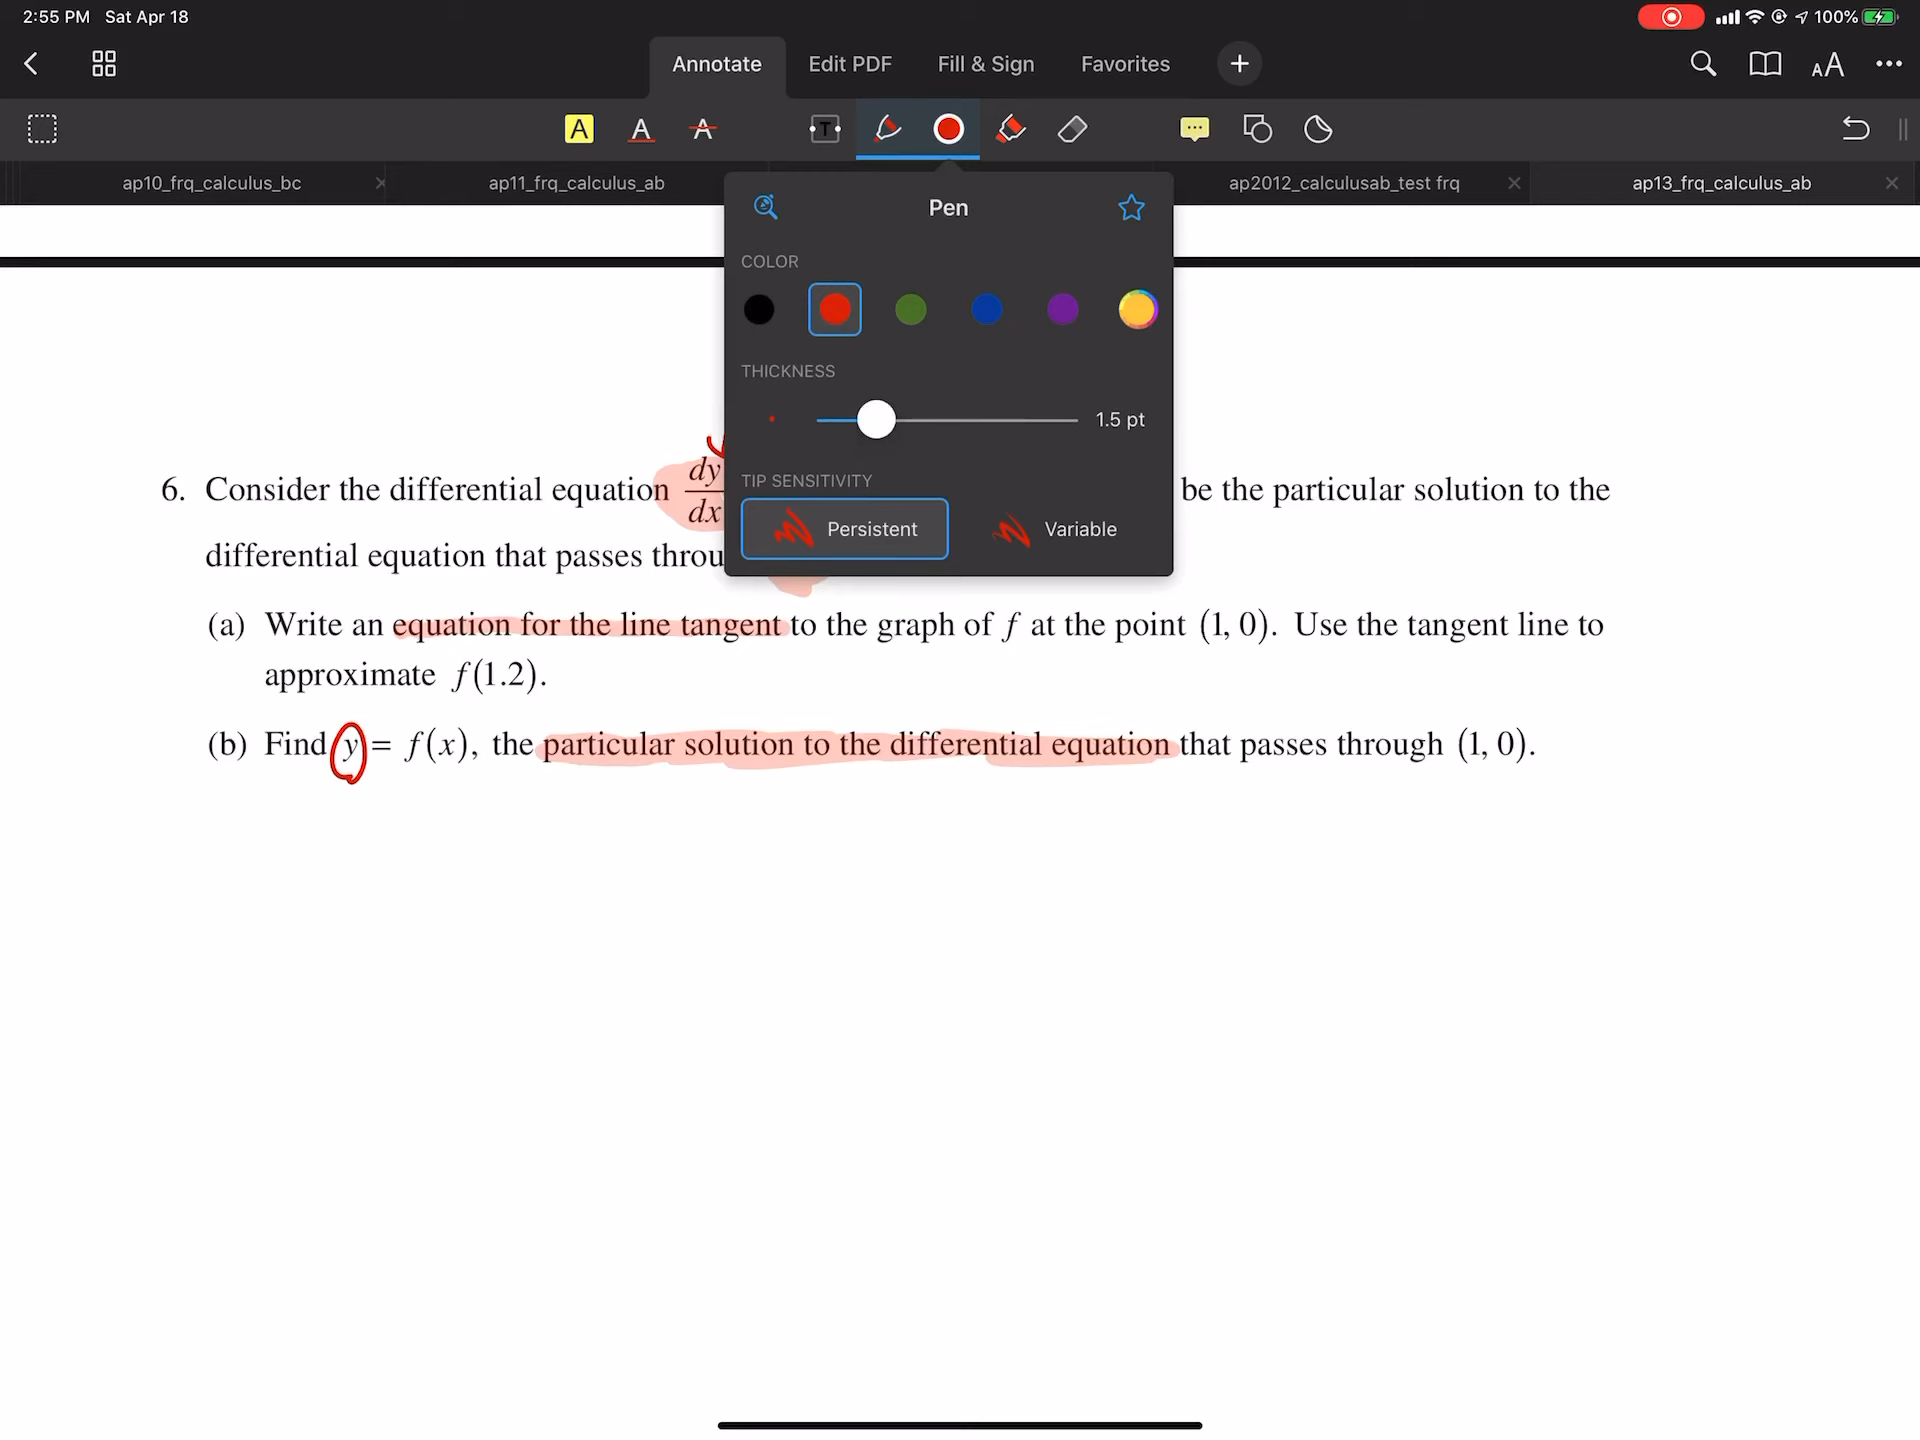 2:55 PM Sat Apr 18
100%
Annotate Edit PDF Fill & Sign Favorites
A A A T
ap10_frq_calculus_bc ap11_frq_calculus_ab ap2012_calculusab_test frq ap13_frq_calculus_ab
Pen
COLOR
THICKNESS
1.5 pt
TIP SENSITIVITY
Persistent Variable
6. Consider the differential equation dy/dx be the particular solution to the
differential equation that passes
(a) Write an equation for the line tangent to the graph of f at the point (1, 0). Use the tangent line to
approximate f(1.2).
(b) Find y = f(x), the particular solution to the differential equation that passes through (1, 0).